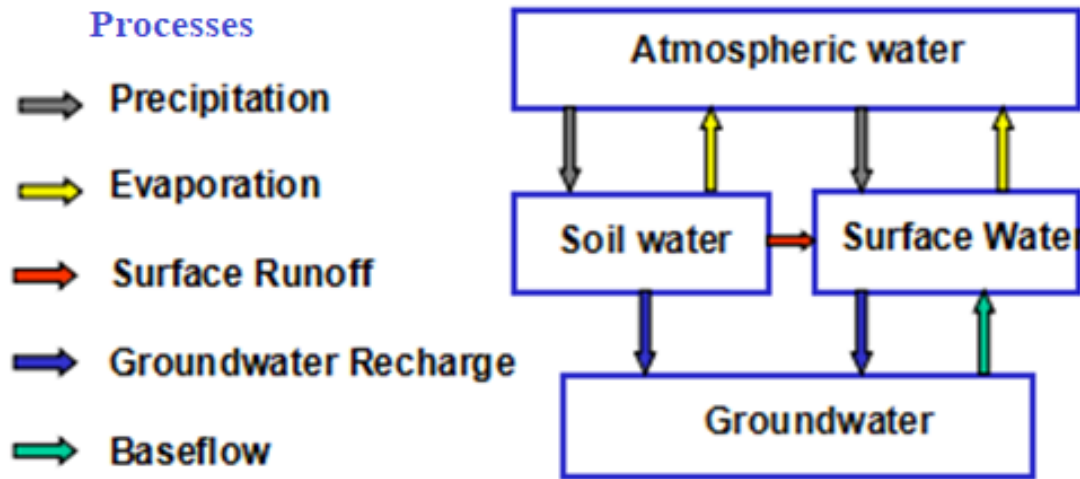 Processes
Precipitation
Evaporation
Surface Runoff
Groundwater Recharge
Baseflow
Atmospheric water
Soil water
Surface Water
Groundwater